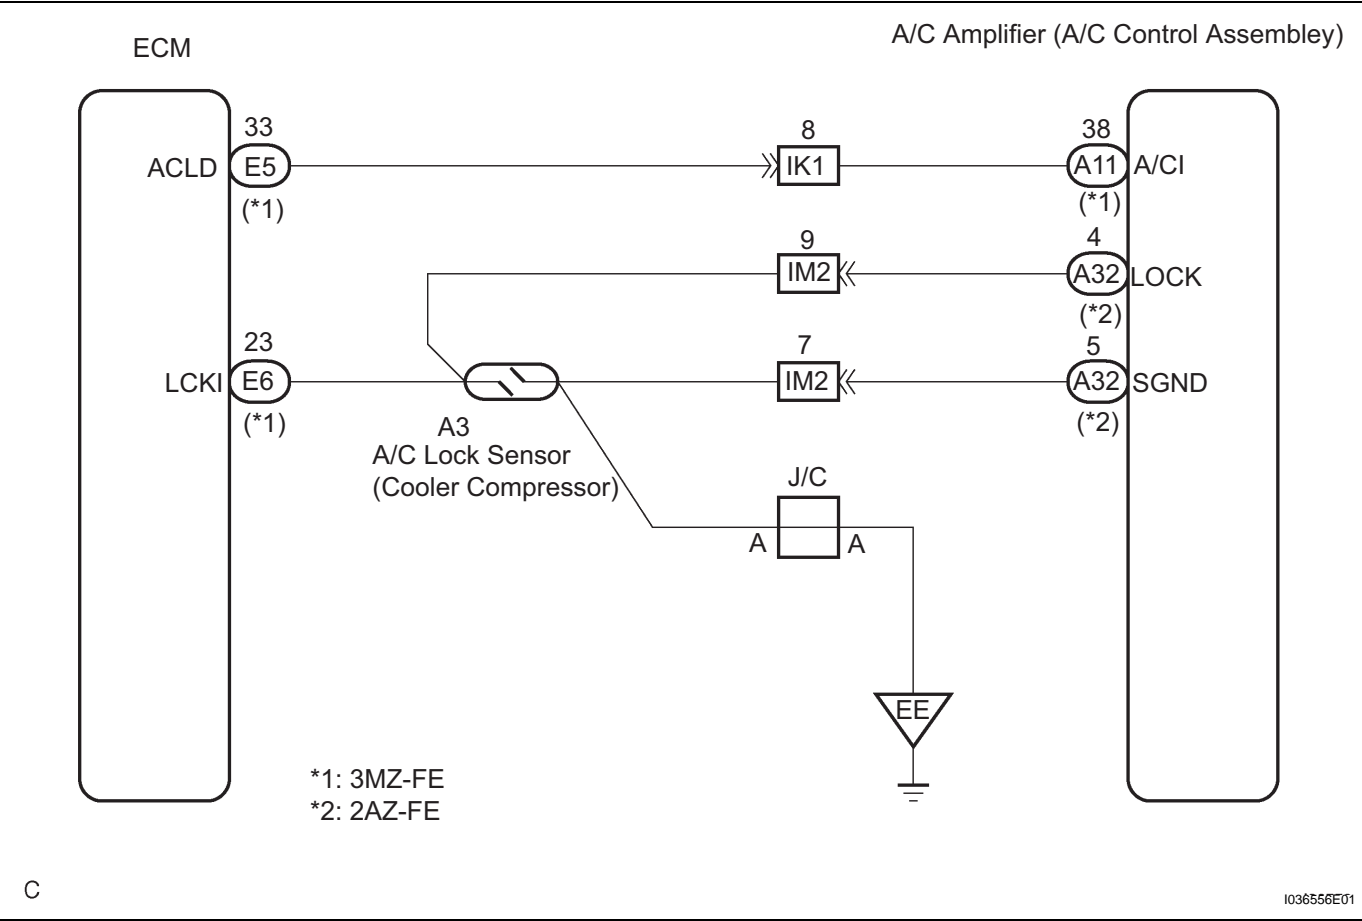 ECM
A/C Amplifier (A/C Control Assembley)
33
8
38
ACLD
E5
IK1
A11
A/CI
(*1)
(*1)
9
4
IM2
A32
LOCK
(*2)
23
7
5
LCKI
E6
IM2
A32
SGND
(*1)
(*2)
A3
A/C Lock Sensor
(Cooler Compressor)
J/C
A
A
EE
*1: 3MZ-FE
*2: 2AZ-FE
C
I036556E01